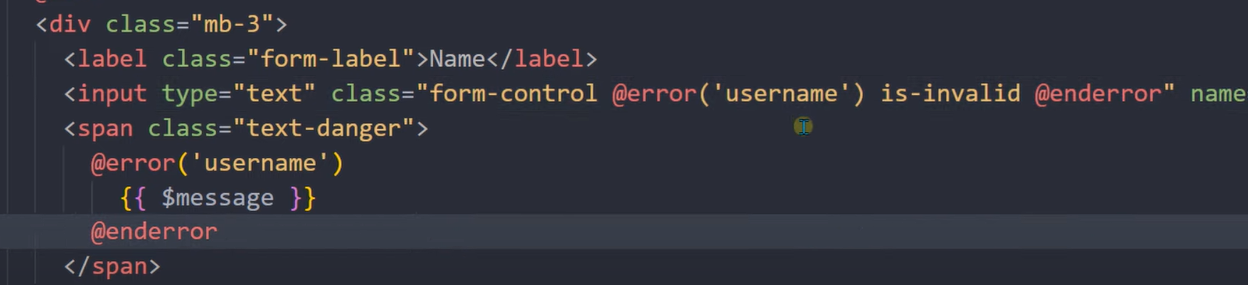 <div class="mb-3">
<label class="form-label">Name</label>
<input type="text" class="form-control @error('username') is-invalid @enderror" name
<span class="text-danger">
@error('username')
{{ $message }}
@enderror
</span>